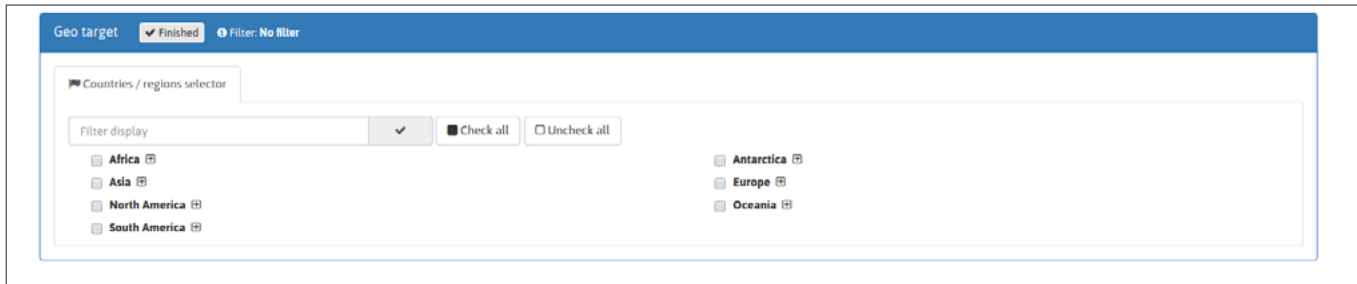 Geo target Finished Filter: No filter
Countries / regions selector
Filter display Check all Uncheck all
Africa Antarctica
Asia Europe
North America Oceania
South America